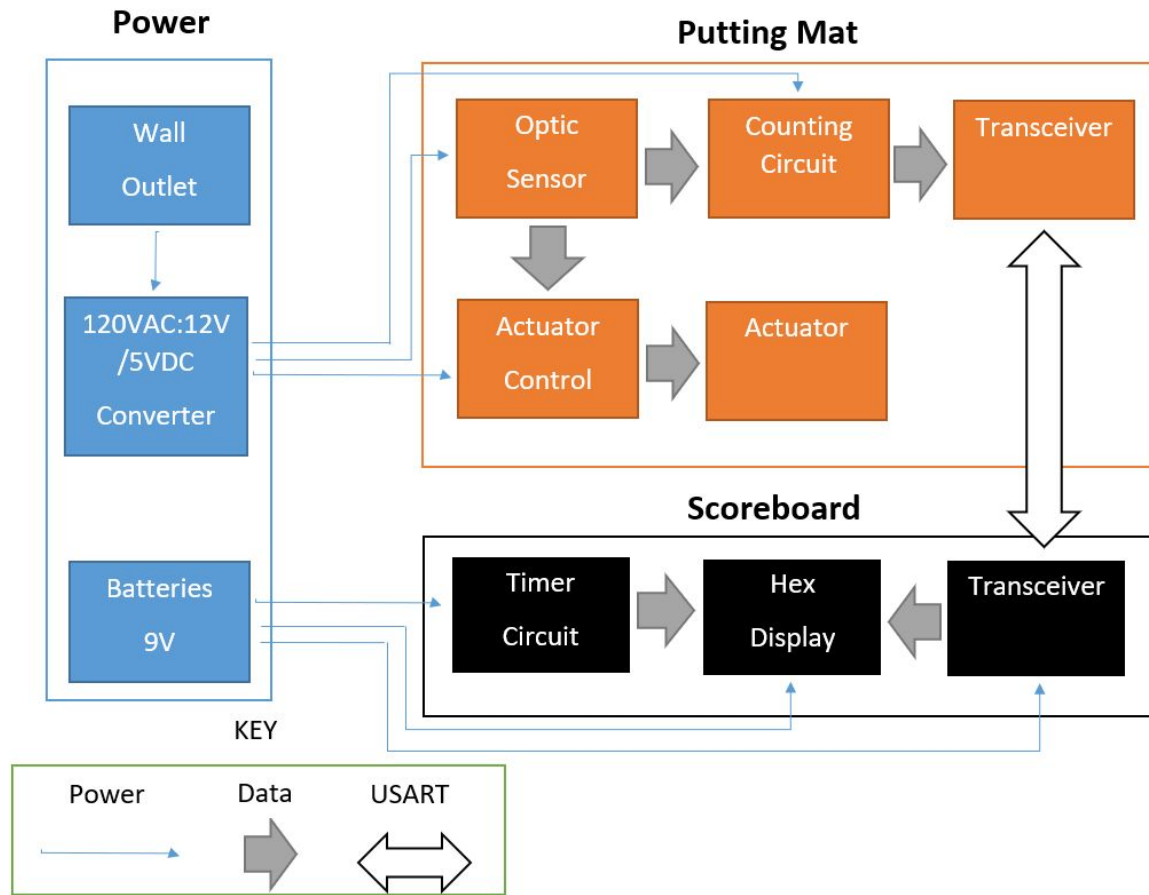 Power
Wall
Outlet
120VAC:12V
/5VDC
Converter
Batteries
9V
Putting Mat
Optic
Sensor
Counting
Circuit
Transceiver
Actuator
Control
Actuator
Scoreboard
Timer
Circuit
Hex
Display
Transceiver
KEY
Power
Data
USART